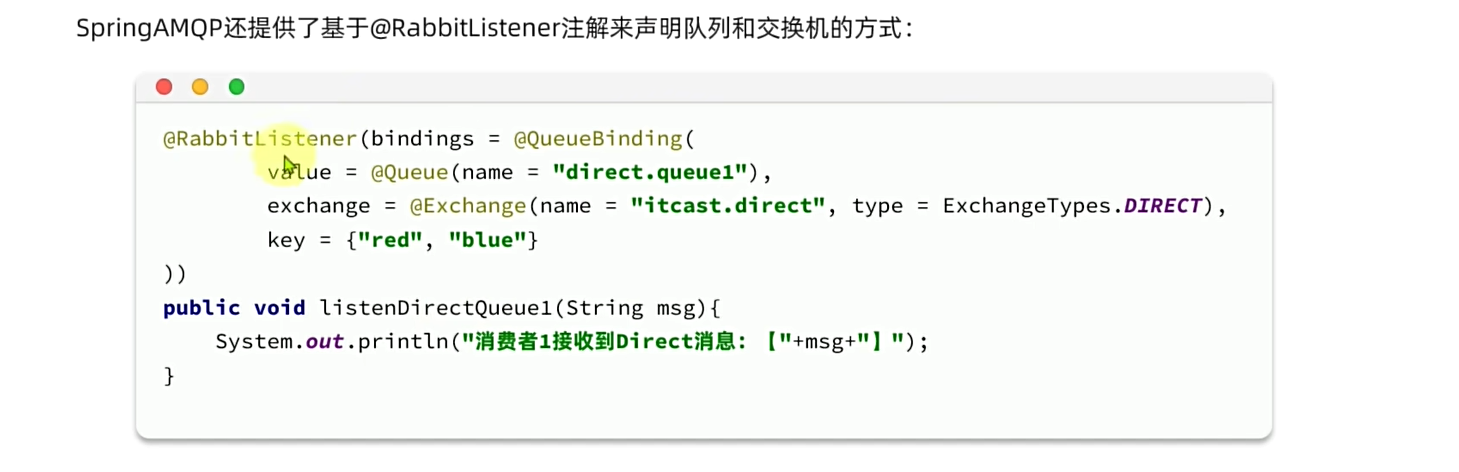 SpringAMQP还提供了基于@RabbitListener注解来声明队列和交换机的方式：
@RabbitListener(bindings = @QueueBinding(
        value = @Queue(name = "direct.queue1"),
        exchange = @Exchange(name = "itcast.direct", type = ExchangeTypes.DIRECT),
        key = {"red", "blue"}
))
public void listenDirectQueue1(String msg){
    System.out.println("消费者1接收到Direct消息：【"+msg+"】");
}